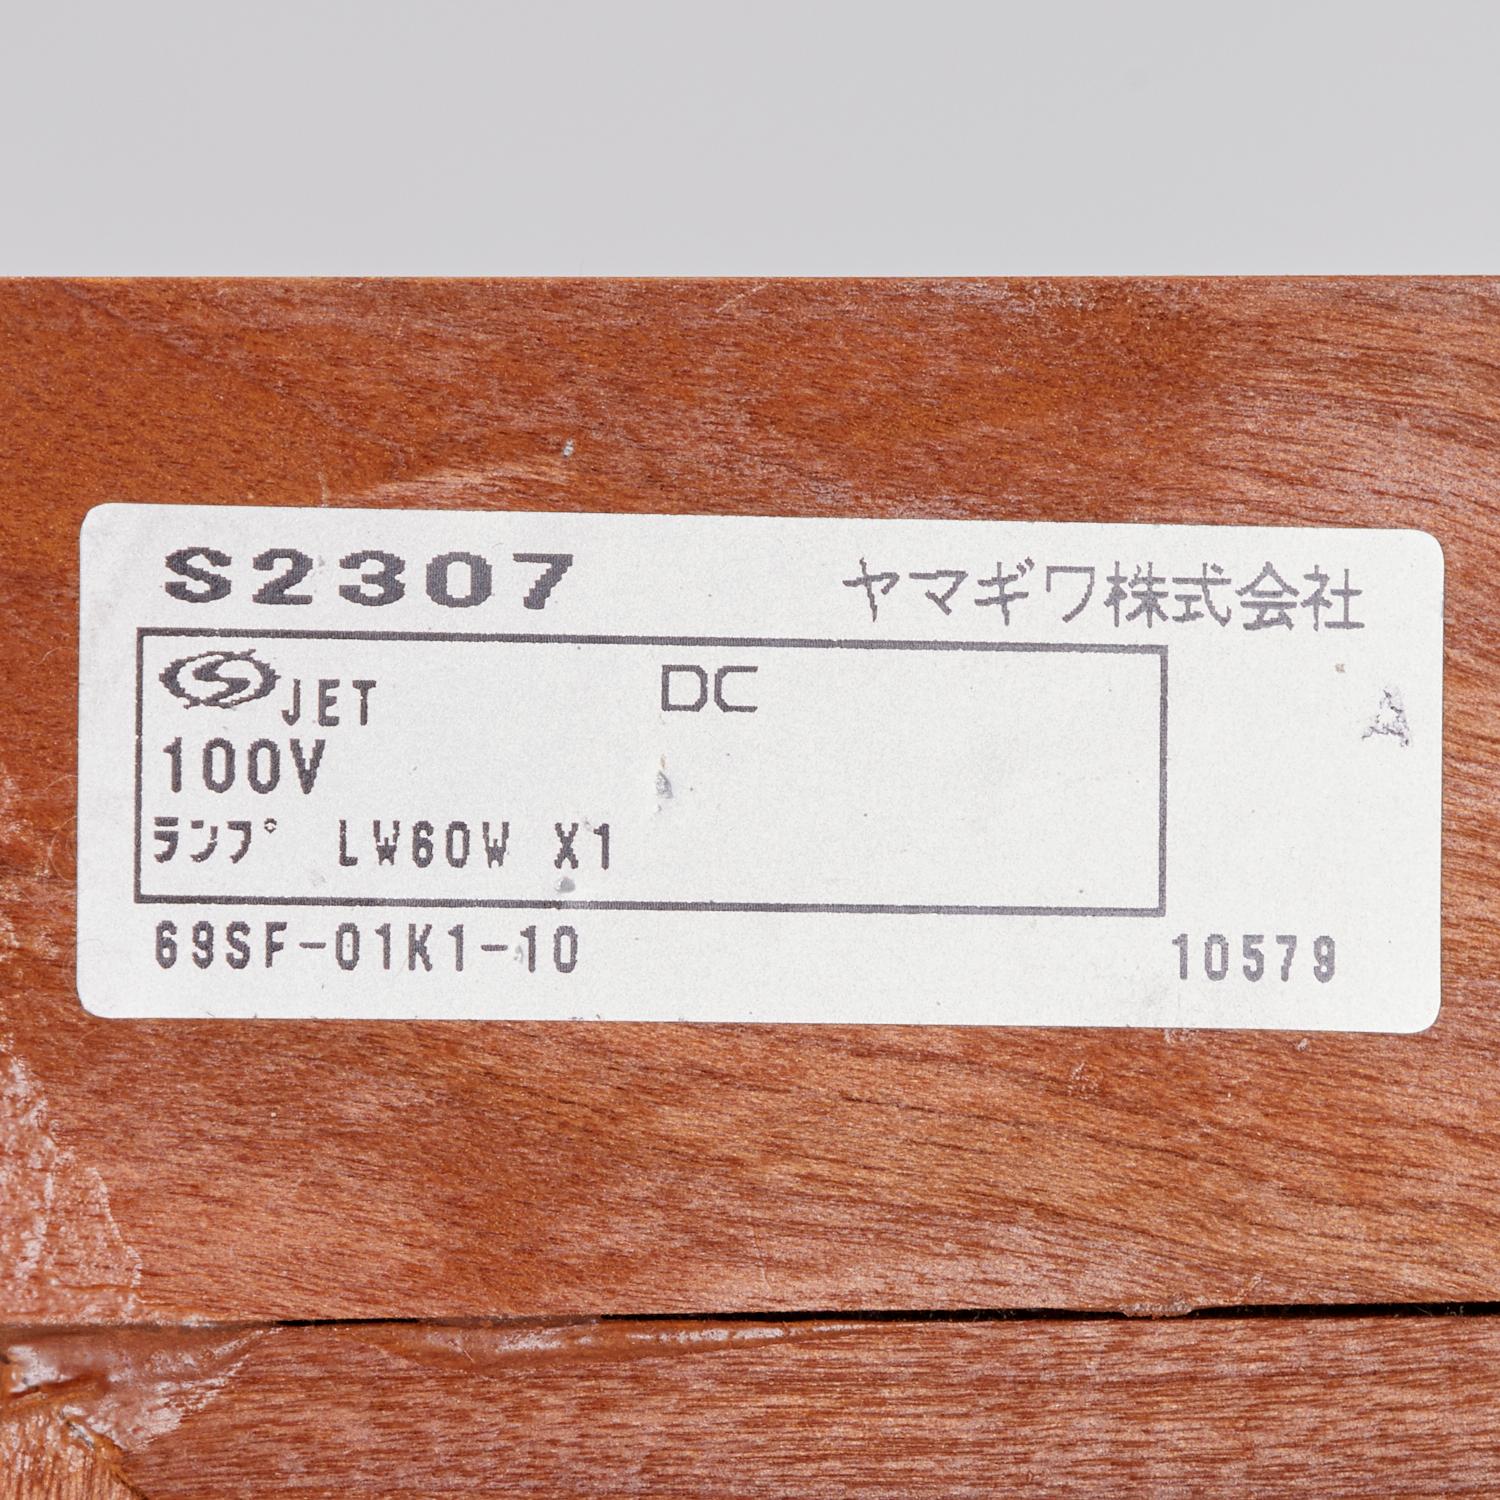 S2307 ヤマギワ株式会社
JET DC
100V
ランプ LW60W X1
69SF-01K1-10 10579